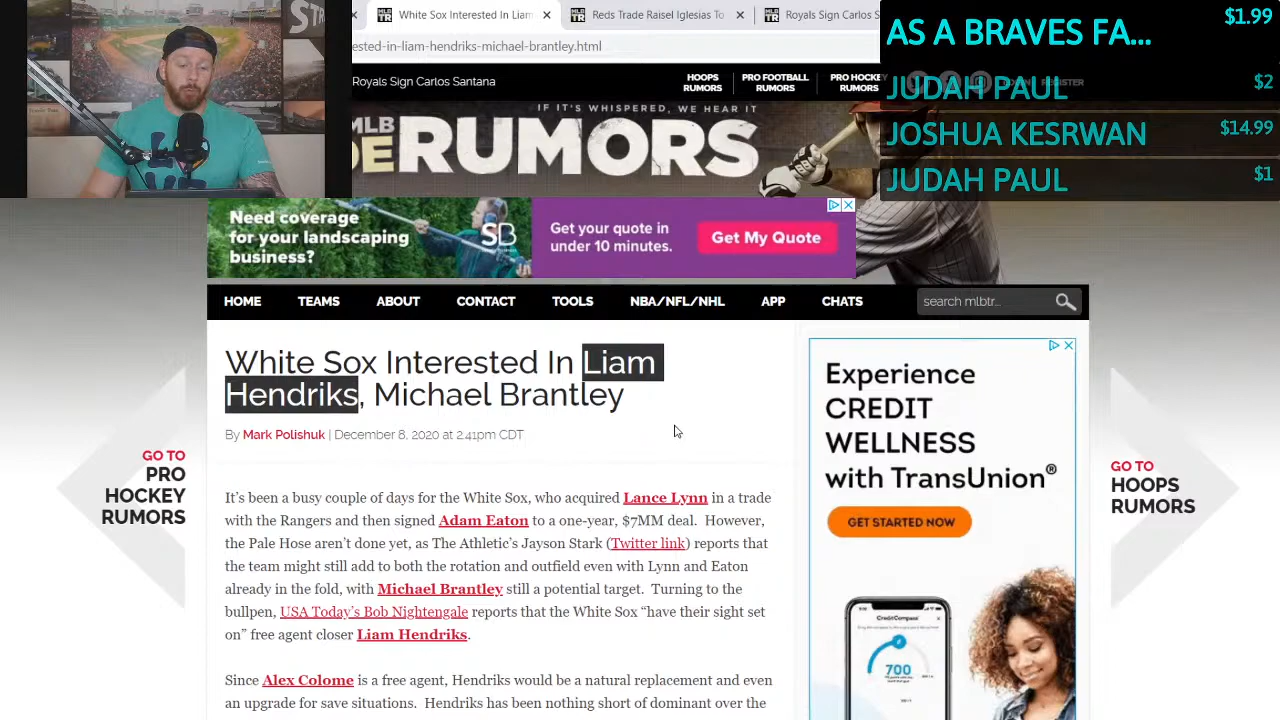 White Sox Interested In Liam
Reds Trade Raisel Iglesias To
Royals Sign Carlos S
ested-in-liam-hendriks-michael-brantley.html
Royals Sign Carlos Santana
HOOPS
RUMORS
PRO FOOTBALL
RUMORS
PRO HOCKEY
RUMORS
REGISTER
AS A BRAVES FA...
$1.99
JUDAH PAUL
$2
JOSHUA KESRWAN
$14.99
JUDAH PAUL
$1
IF IT'S WHISPERED, WE HEAR IT
MLB
DE RUMORS
Need coverage
for your landscaping
business?
SB
Get your quote in
under 10 minutes.
Get My Quote
HOME
TEAMS
ABOUT
CONTACT
TOOLS
NBA/NFL/NHL
APP
CHATS
search mlbtr...
White Sox Interested In Liam
Hendriks, Michael Brantley
By Mark Polishuk | December 8, 2020 at 2:41pm CDT
It's been a busy couple of days for the White Sox, who acquired Lance Lynn in a trade
with the Rangers and then signed Adam Eaton to a one-year, $7MM deal. However,
the Pale Hose aren't done yet, as The Athletic's Jayson Stark (Twitter link) reports that
the team might still add to both the rotation and outfield even with Lynn and Eaton
already in the fold, with Michael Brantley still a potential target. Turning to the
bullpen, USA Today's Bob Nightengale reports that the White Sox “have their sight set
on” free agent closer Liam Hendriks.
Since Alex Colome is a free agent, Hendriks would be a natural replacement and even
an upgrade for save situations. Hendriks has been nothing short of dominant over the
GO TO
PRO
HOCKEY
RUMORS
Experience
CREDIT
WELLNESS
with TransUnion®
GET STARTED NOW
CreditCompass
700
GO TO
HOOPS
RUMORS